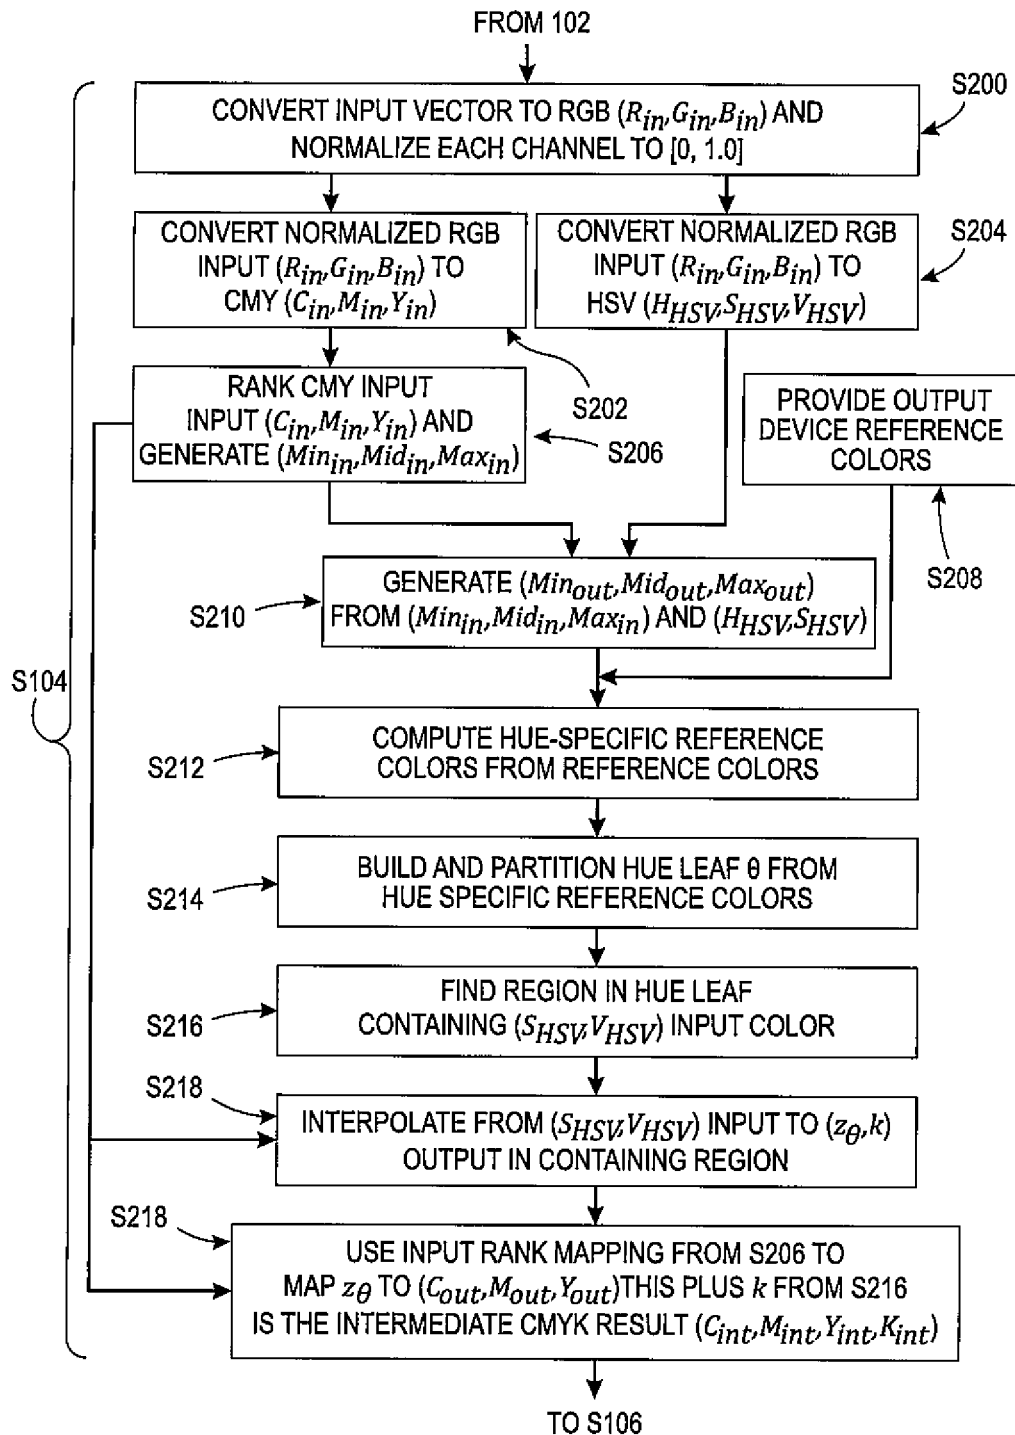 FROM 102
S200
CONVERT INPUT VECTOR TO RGB (R_in,G_in,B_in) AND
NORMALIZE EACH CHANNEL TO [0, 1.0]
CONVERT NORMALIZED RGB
INPUT (R_in,G_in,B_in) TO
CMY (C_in,M_in,Y_in)
CONVERT NORMALIZED RGB
INPUT (R_in,G_in,B_in) TO
HSV (H_HSV,S_HSV,V_HSV)
S204
S202
RANK CMY INPUT
INPUT (C_in,M_in,Y_in) AND
GENERATE (Min_in,Mid_in,Max_in)
S206
PROVIDE OUTPUT
DEVICE REFERENCE
COLORS
S208
S210
GENERATE (Min_out,Mid_out,Max_out)
FROM (Min_in,Mid_in,Max_in) AND (H_HSV,S_HSV)
S104
S212
COMPUTE HUE-SPECIFIC REFERENCE
COLORS FROM REFERENCE COLORS
S214
BUILD AND PARTITION HUE LEAF θ FROM
HUE SPECIFIC REFERENCE COLORS
S216
FIND REGION IN HUE LEAF
CONTAINING (S_HSV,V_HSV) INPUT COLOR
S218
INTERPOLATE FROM (S_HSV,V_HSV) INPUT TO (z_θ,k)
OUTPUT IN CONTAINING REGION
S218
USE INPUT RANK MAPPING FROM S206 TO
MAP z_θ TO (C_out,M_out,Y_out)THIS PLUS k FROM S216
IS THE INTERMEDIATE CMYK RESULT (C_int,M_int,Y_int,K_int)
TO S106